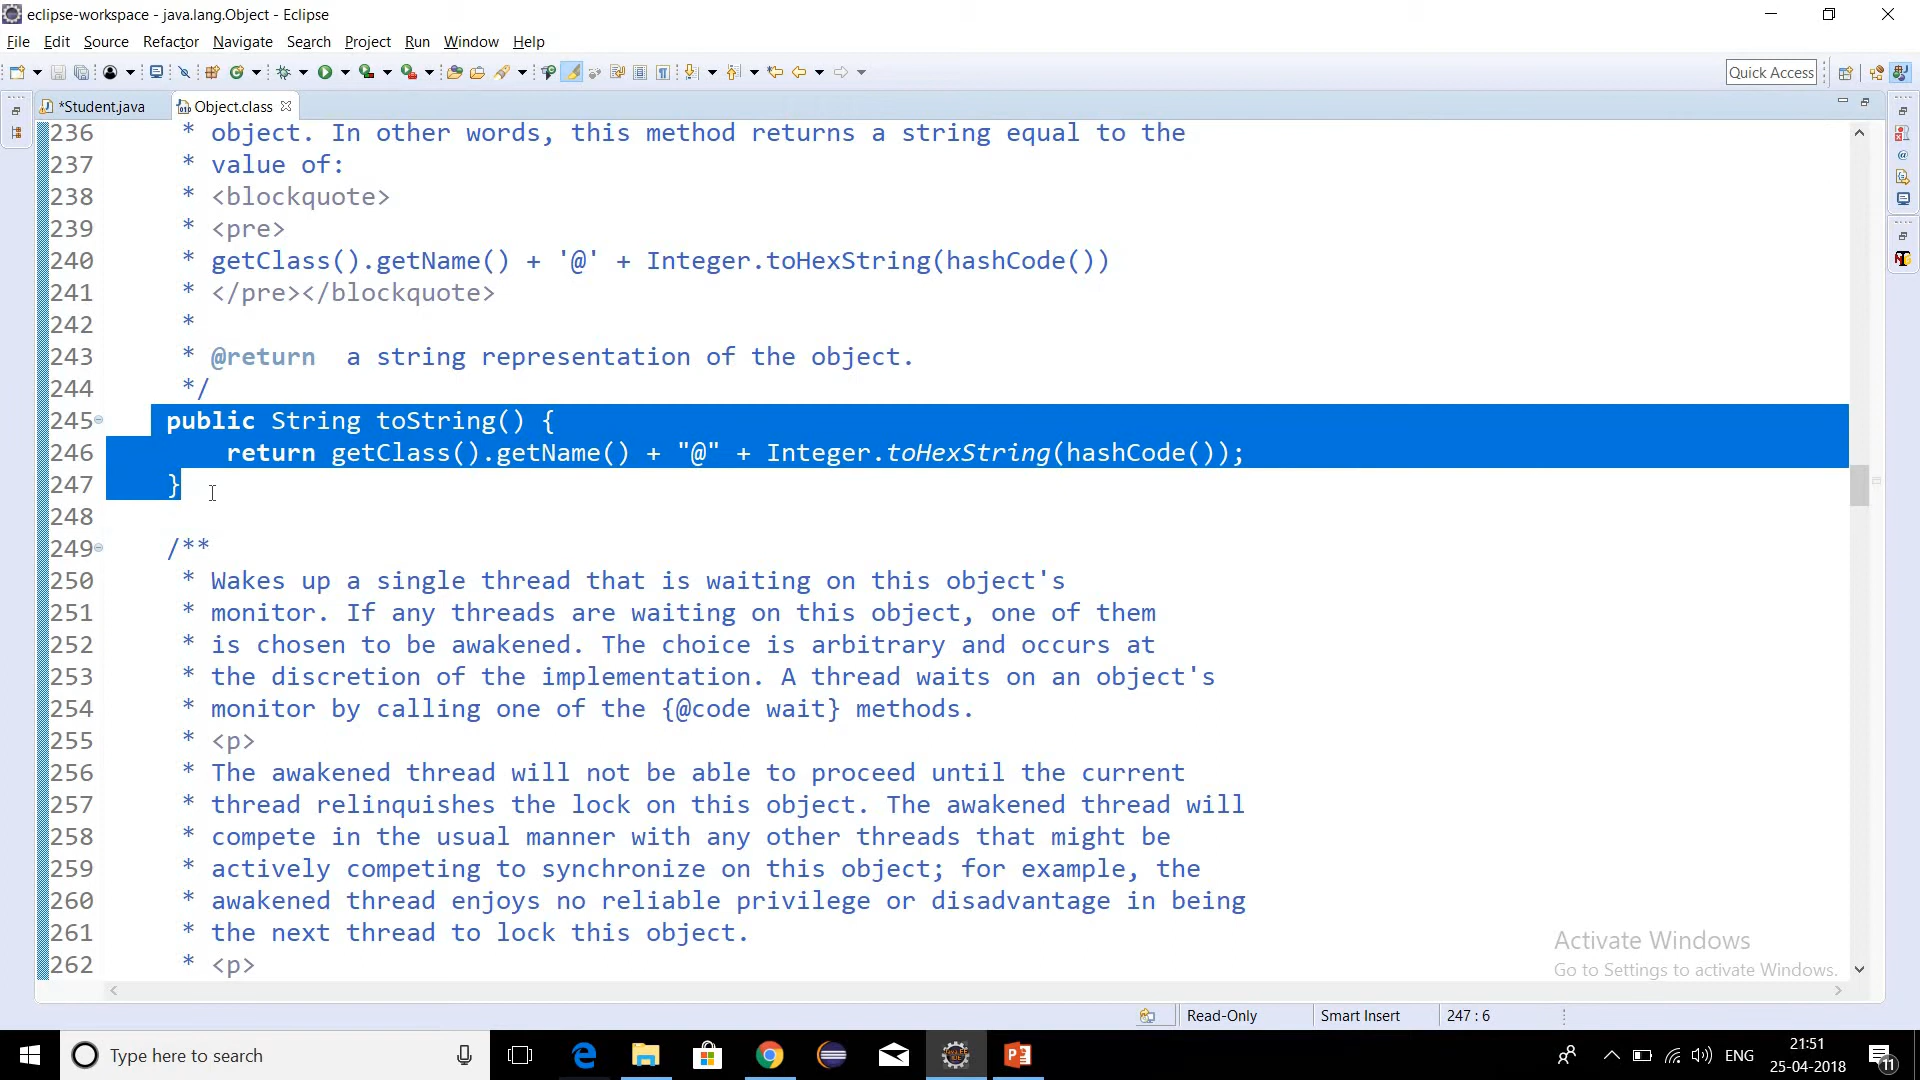 eclipse-workspace - java.lang.Object - Eclipse
File Edit Source Refactor Navigate Search Project Run Window Help
Quick Access
*Student.java Object.class
236 * object. In other words, this method returns a string equal to the
237 * value of:
238 * <blockquote>
239 * <pre>
240 * getClass().getName() + '@' + Integer.toHexString(hashCode())
241 * </pre></blockquote>
242 *
243 * @return  a string representation of the object.
244 */
245 public String toString() {
246 return getClass().getName() + "@" + Integer.toHexString(hashCode());
247 }
248
249 /**
250 * Wakes up a single thread that is waiting on this object's
251 * monitor. If any threads are waiting on this object, one of them
252 * is chosen to be awakened. The choice is arbitrary and occurs at
253 * the discretion of the implementation. A thread waits on an object's
254 * monitor by calling one of the {@code wait} methods.
255 * <p>
256 * The awakened thread will not be able to proceed until the current
257 * thread relinquishes the lock on this object. The awakened thread will
258 * compete in the usual manner with any other threads that might be
259 * actively competing to synchronize on this object; for example, the
260 * awakened thread enjoys no reliable privilege or disadvantage in being
261 * the next thread to lock this object.
262 * <p>
Activate Windows
Go to Settings to activate Windows.
Read-Only Smart Insert 247 : 6
Type here to search
ENG
21:51
25-04-2018
11